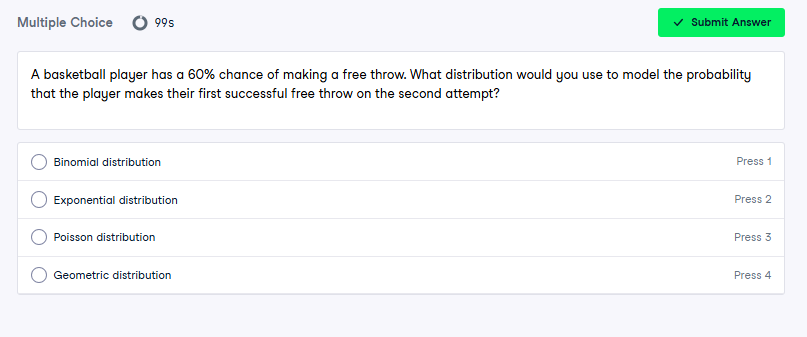 Multiple Choice 99s Submit Answer
A basketball player has a 60% chance of making a free throw. What distribution would you use to model the probability
that the player makes their first successful free throw on the second attempt?
Binomial distribution Press 1
Exponential distribution Press 2
Poisson distribution Press 3
Geometric distribution Press 4